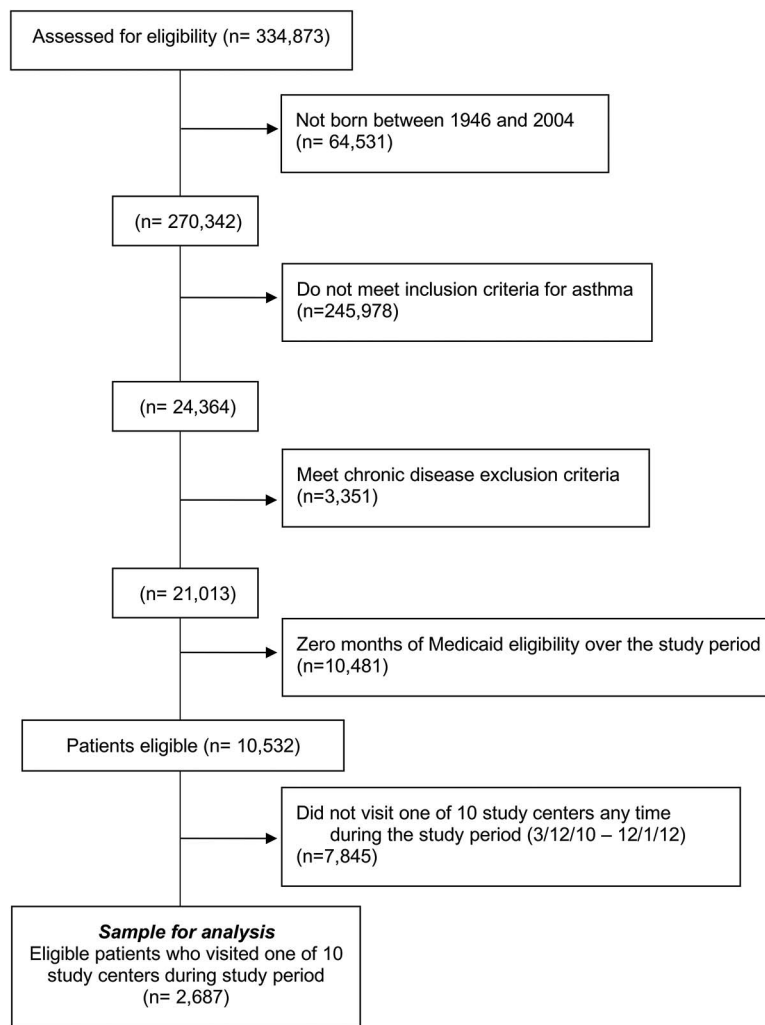 Assessed for eligibility (n= 334,873)
Not born between 1946 and 2004
(n= 64,531)
(n= 270,342)
Do not meet inclusion criteria for asthma
(n=245,978)
(n= 24,364)
Meet chronic disease exclusion criteria
(n=3,351)
(n= 21,013)
Zero months of Medicaid eligibility over the study period
(n=10,481)
Patients eligible (n= 10,532)
Did not visit one of 10 study centers any time
during the study period (3/12/10 – 12/1/12)
(n=7,845)
Sample for analysis
Eligible patients who visited one of 10
study centers during study period
(n= 2,687)